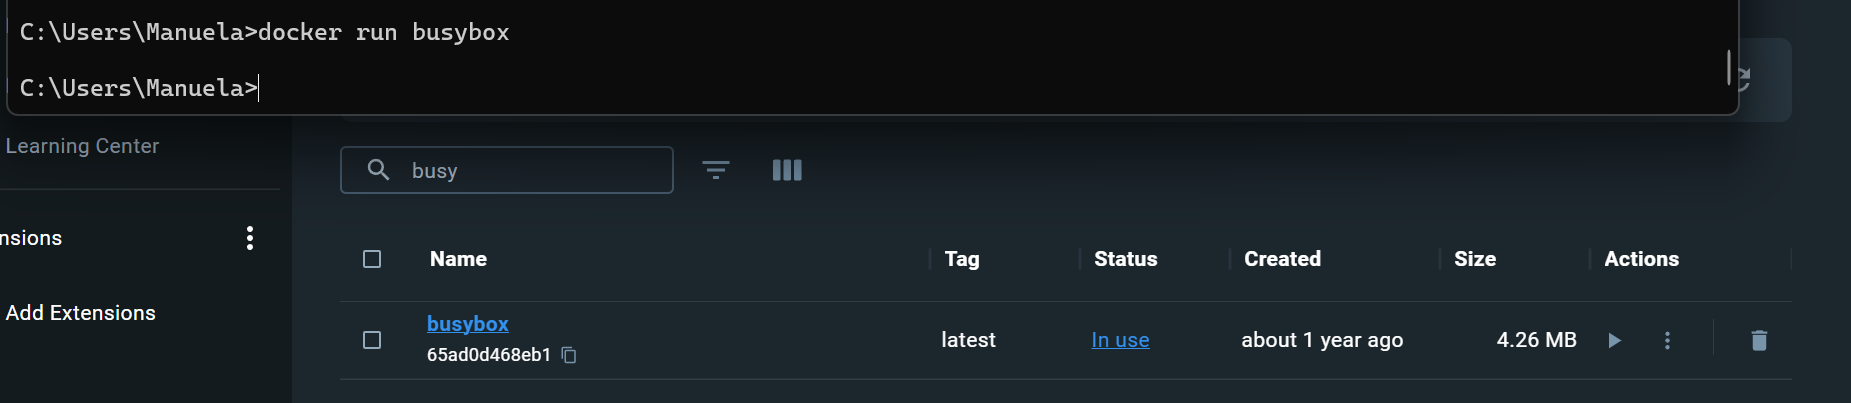 C:\Users\Manuela>docker run busybox
C:\Users\Manuela>
Learning Center
busy
nsions
Name Tag Status Created Size Actions
Add Extensions
busybox
65ad0d468eb1
latest In use about 1 year ago 4.26 MB